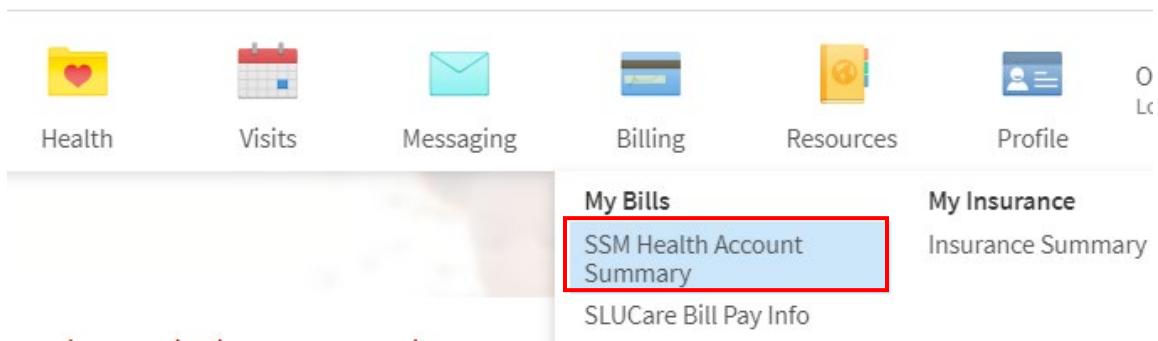 Health
Visits
Messaging
Billing
Resources
Profile
My Bills
My Insurance
SSM Health Account
Summary
Insurance Summary
SLUCare Bill Pay Info